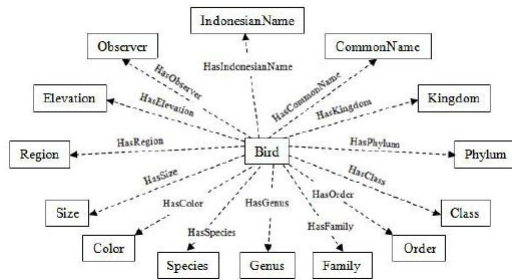 IndonesianName
Observer
CommonName
HasObserver
HasIndonesianName
HasCommonName
Elevation
HasElevation
HasKingdom
Kingdom
Region
HasRegion
Bird
HasPhylum
Phylum
Size
HasSize
HasColor
HasSpecies
HasGenus
HasFamily
HasOrder
HasClass
Class
Color
Species
Genus
Family
Order